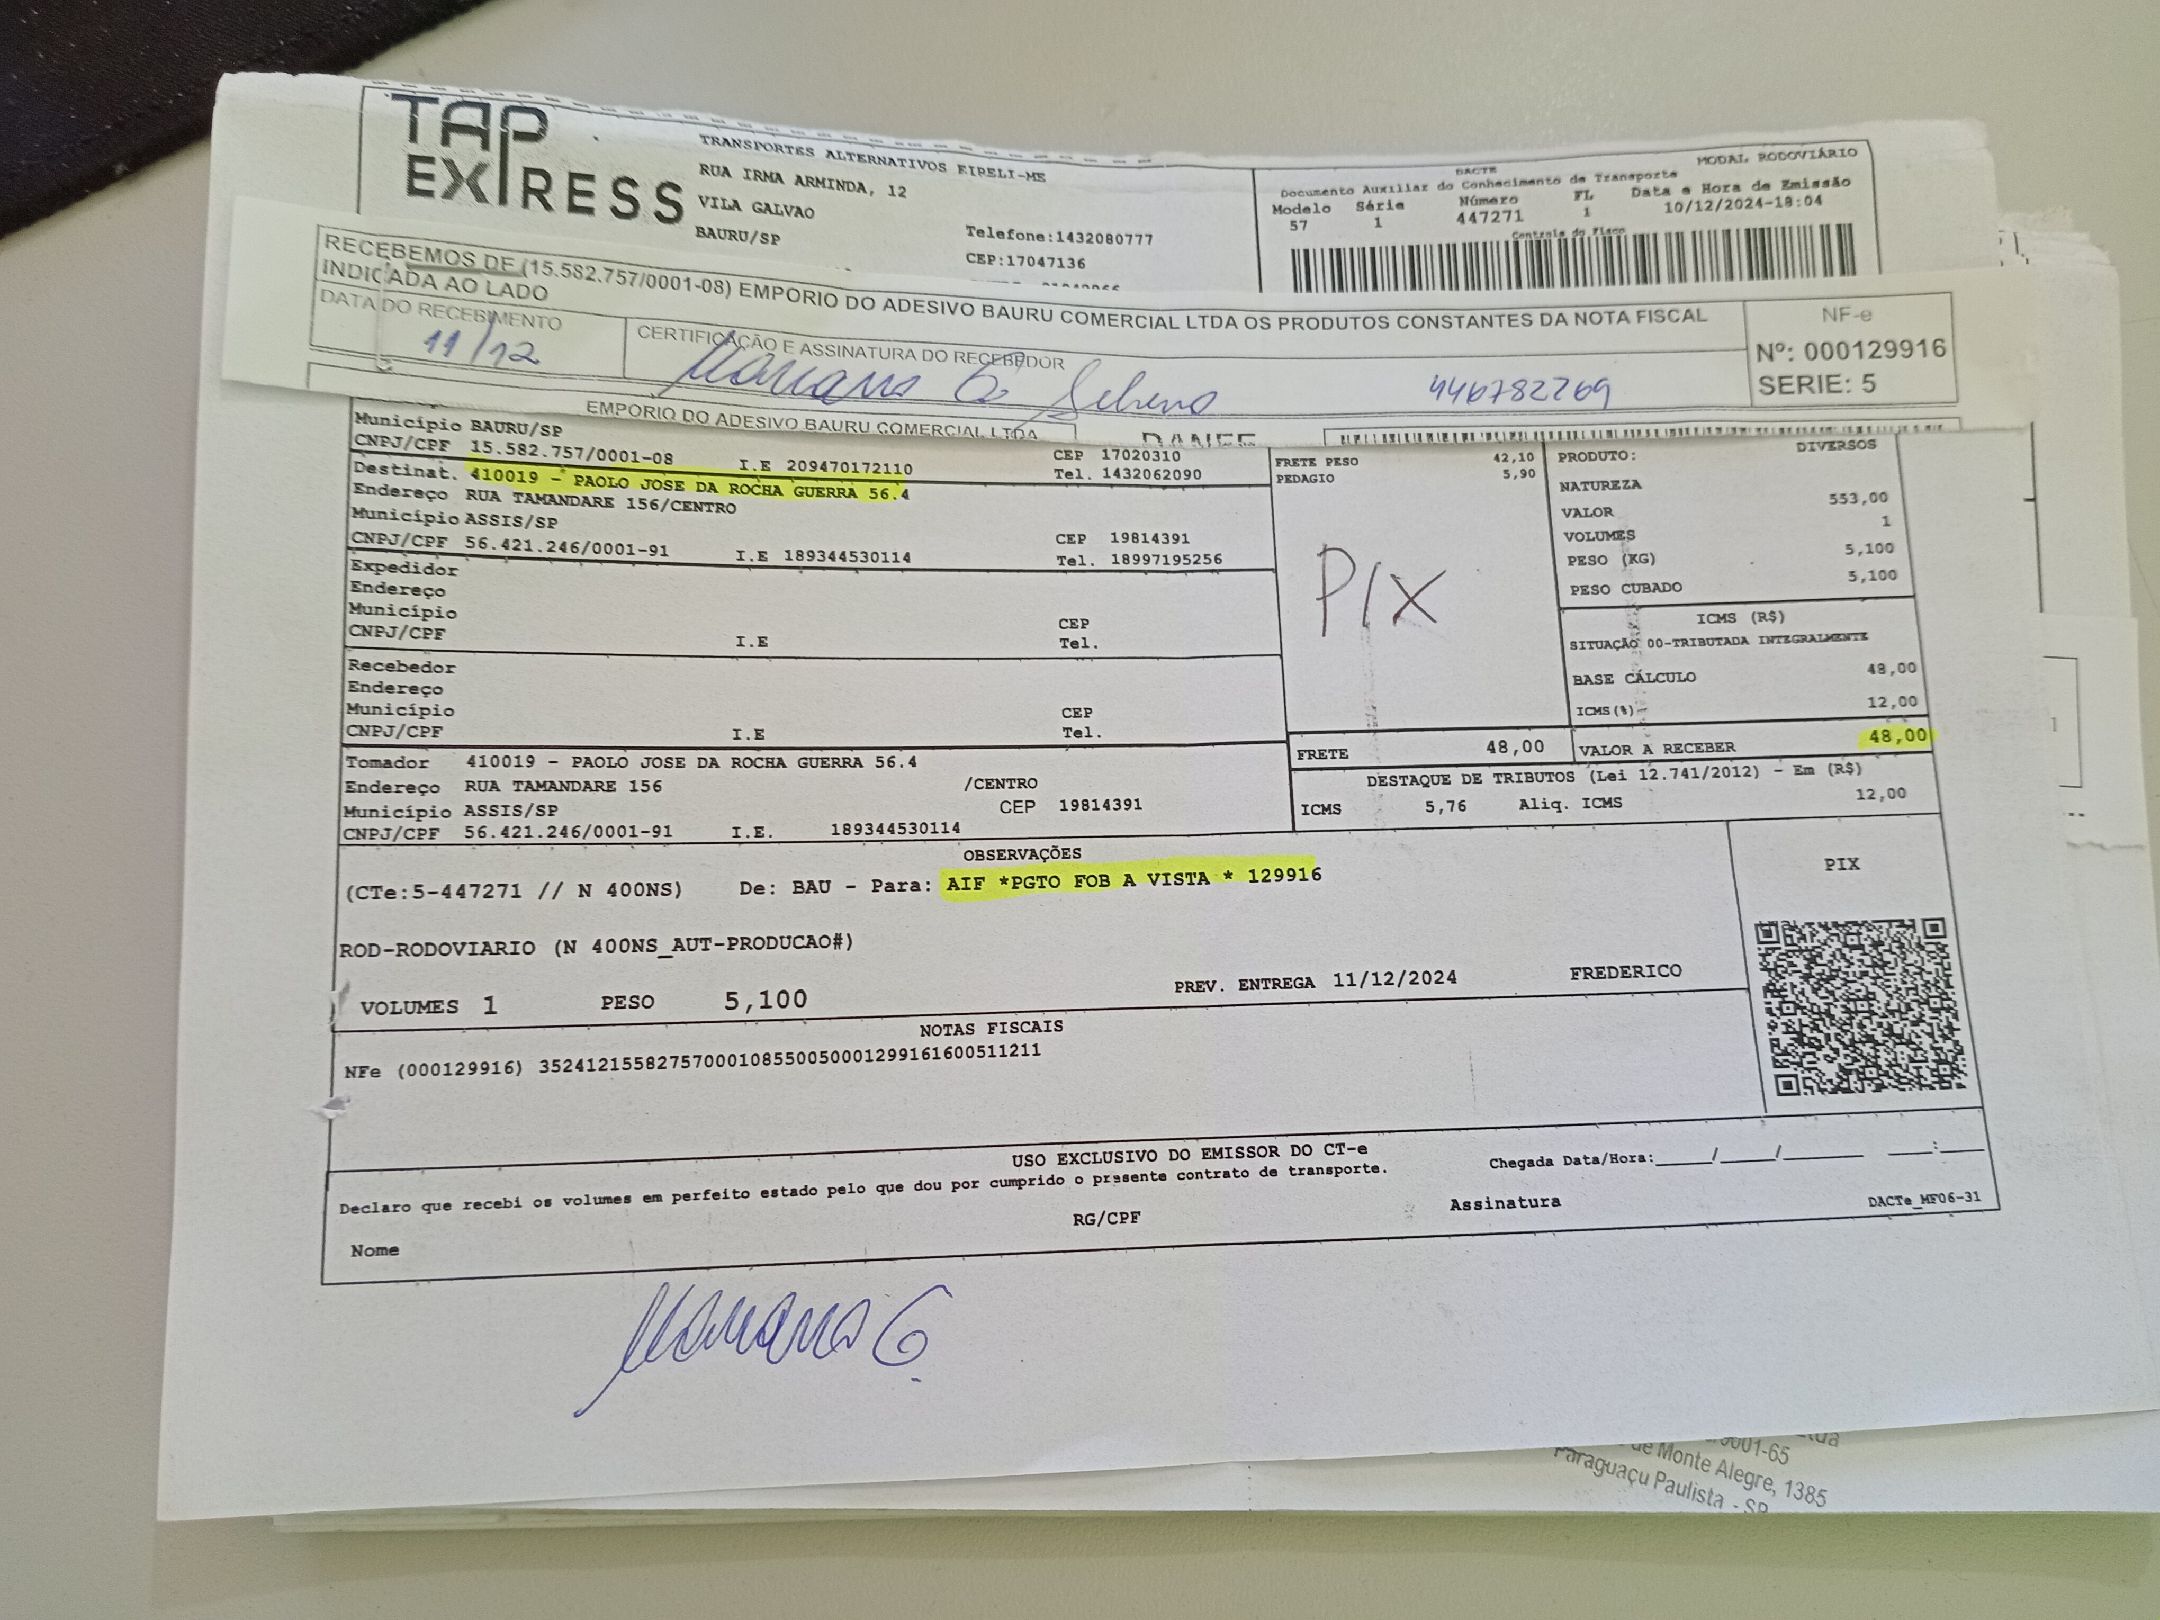 TAP EXPRESS
TRANSPORTES ALTERNATIVOS EIRELI-ME
RUA IRMA ARMINDA, 12
VILA GALVAO
BAURU/SP
Telefone:1432080777
CEP:17047136
DACTE
MODAL RODOVIÁRIO
Documento Auxiliar do Conhecimento de Transporte
Modelo Série Número FL Data e Hora de Emissão
57 1 447271 1 10/12/2024-18:04
Controle do Fisco
RECEBEMOS DE (15.582.757/0001-08) EMPORIO DO ADESIVO BAURU COMERCIAL LTDA OS PRODUTOS CONSTANTES DA NOTA FISCAL
INDICADA AO LADO
DATA DO RECEBIMENTO
11/12
CERTIFICAÇÃO E ASSINATURA DO RECEBEDOR
446782269
NF-e
Nº: 000129916
SERIE: 5
EMPORIO DO ADESIVO BAURU COMERCIAL LTDA
DANFE
Município BAURU/SP
CNPJ/CPF 15.582.757/0001-08 I.E 209470172110
CEP 17020310
Tel. 1432062090
Destinat. 410019 - PAOLO JOSE DA ROCHA GUERRA 56.4
Endereço RUA TAMANDARE 156/CENTRO
Município ASSIS/SP
CEP 19814391
CNPJ/CPF 56.421.246/0001-91 I.E 189344530114 Tel. 18997195256
Expedidor
Endereço
Município
CEP
CNPJ/CPF I.E Tel.
Recebedor
Endereço
Município CEP
CNPJ/CPF I.E Tel.
Tomador 410019 - PAOLO JOSE DA ROCHA GUERRA 56.4
Endereço RUA TAMANDARE 156 /CENTRO
Município ASSIS/SP CEP 19814391
CNPJ/CPF 56.421.246/0001-91 I.E. 189344530114
FRETE PESO 42,10
PEDAGIO 5,90
PIX
PRODUTO: DIVERSOS
NATUREZA
VALOR 553,00
VOLUMES 1
PESO (KG) 5,100
PESO CUBADO 5,100
ICMS (R$)
SITUAÇÃO 00-TRIBUTADA INTEGRALMENTE
BASE CÁLCULO 48,00
ICMS(%) 12,00
FRETE 48,00 VALOR A RECEBER 48,00
DESTAQUE DE TRIBUTOS (Lei 12.741/2012) - Em (R$)
ICMS 5,76 Aliq. ICMS 12,00
OBSERVAÇÕES
(CTe:5-447271 // N 400NS) De: BAU - Para: AIF *PGTO FOB A VISTA * 129916
PIX
ROD-RODOVIARIO (N 400NS_AUT-PRODUCAO#)
VOLUMES 1 PESO 5,100 PREV. ENTREGA 11/12/2024 FREDERICO
NOTAS FISCAIS
NFe (000129916) 35241215582757000108550050001299161600511211
USO EXCLUSIVO DO EMISSOR DO CT-e
Declaro que recebi os volumes em perfeito estado pelo que dou por cumprido o presente contrato de transporte.
Chegada Data/Hora:____/____/______ ___:___
Nome RG/CPF Assinatura
DACTe_MF06-31
Mariana G.
0001-65
de Monte Alegre, 1385
Paraguaçu Paulista - SP